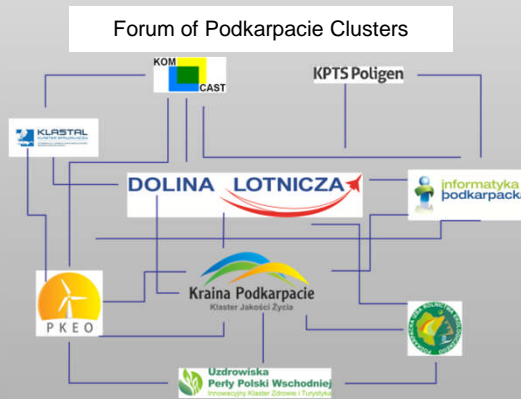 Forum of Podkarpacie Clusters
KOM
CAST
KPTS Poligen
KLASTAL
DOLINA LOTNICZA
informatyka
podkarpacka
Kraina Podkarpacie
Klaster Jakości Życia
PKEO
Uzdrowiska
Perły Polski Wschodniej
Innowacyjny Klaster Zdrowie i Turystyka